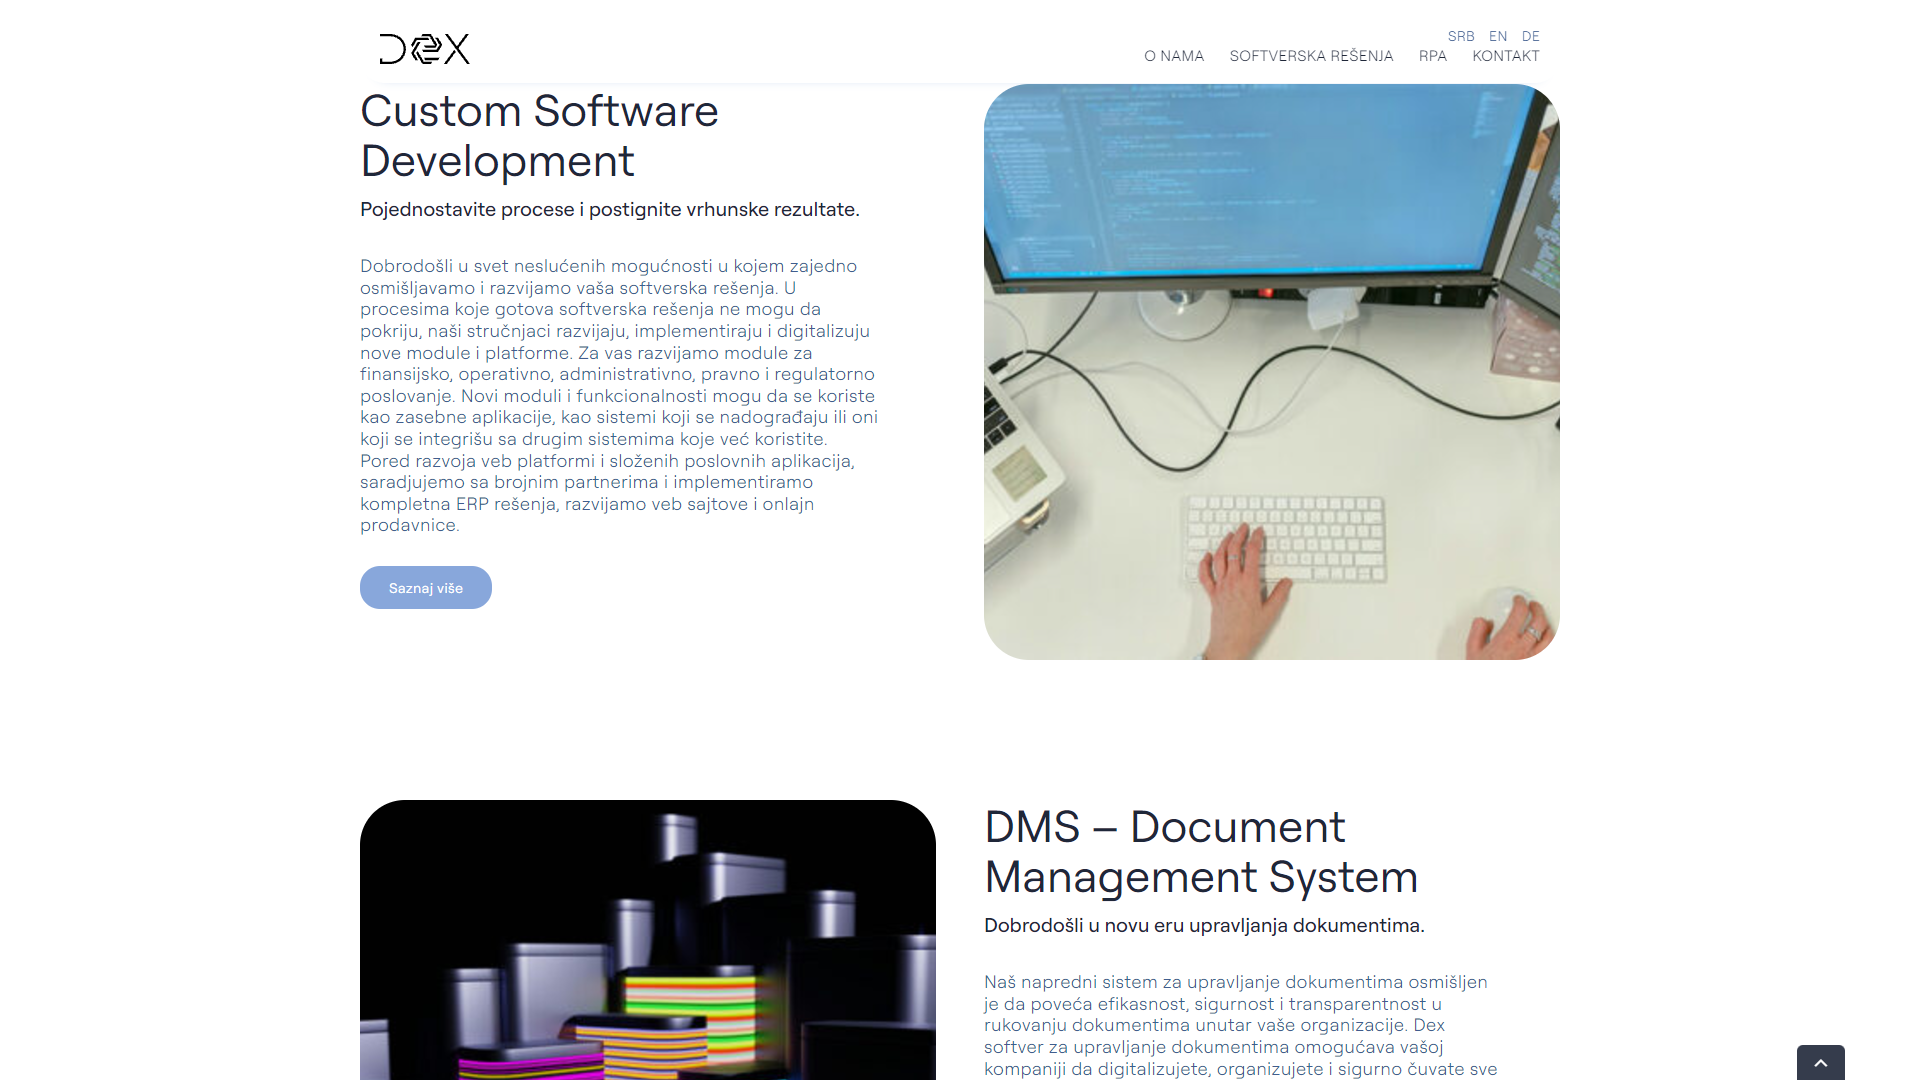 DEX
SRB EN DE
O NAMA SOFTVERSKA REŠENJA RPA KONTAKT
Custom Software
Development
Pojednostavite procese i postignite vrhunske rezultate.
Dobrodošli u svet neslućenih mogućnosti u kojem zajedno
osmišljavamo i razvijamo vaša softverska rešenja. U
procesima koje gotova softverska rešenja ne mogu da
pokriju, naši stručnjaci razvijaju, implementiraju i digitalizuju
nove module i platforme. Za vas razvijamo module za
finansijsko, operativno, administrativno, pravno i regulatorno
poslovanje. Novi moduli i funkcionalnosti mogu da se koriste
kao zasebne aplikacije, kao sistemi koji se nadograđaju ili oni
koji se integrišu sa drugim sistemima koje već koristite.
Pored razvoja veb platformi i složenih poslovnih aplikacija,
saradjujemo sa brojnim partnerima i implementiramo
kompletna ERP rešenja, razvijamo veb sajtove i onlajn
prodavnice.
Saznaj više
DMS – Document
Management System
Dobrodošli u novu eru upravljanja dokumentima.
Naš napredni sistem za upravljanje dokumentima osmišljen
je da poveća efikasnost, sigurnost i transparentnost u
rukovanju dokumentima unutar vaše organizacije. Dex
softver za upravljanje dokumentima omogućava vašoj
kompaniji da digitalizujete, organizujete i sigurno čuvate sve